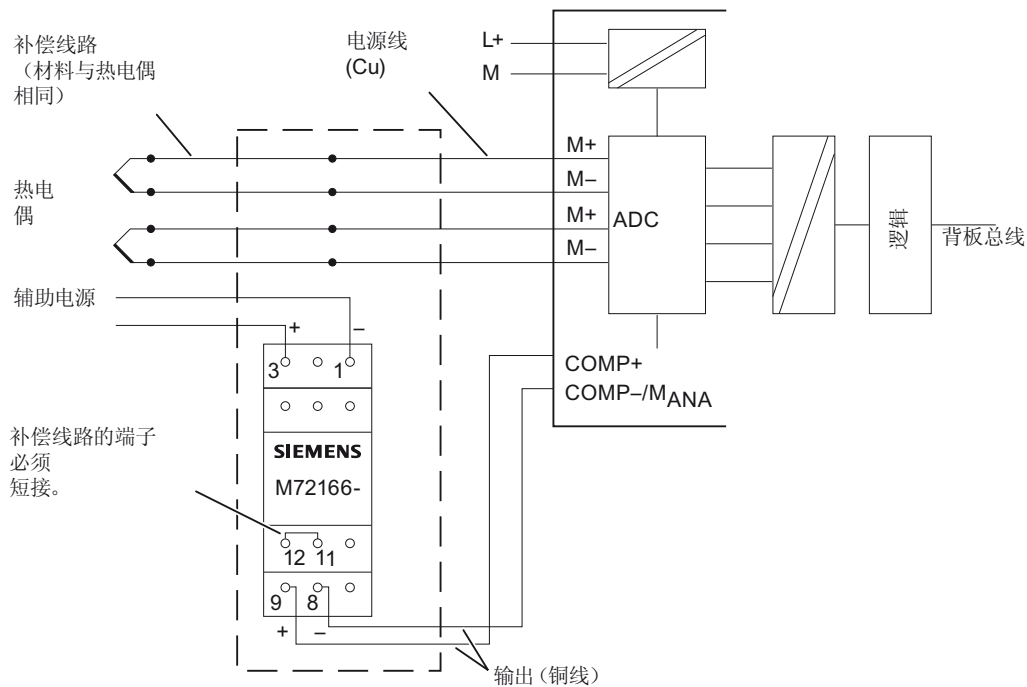 补偿线路
（材料与热电偶
相同）
电源线
(Cu)
L+
M
M+
M–
M+
M–
ADC
逻辑
背板总线
热电
偶
辅助电源
+
–
3
1
COMP+
COMP–/MANA
补偿线路的端子
必须
短接。
SIEMENS
M72166-
12 11
9
8
+
–
输出（铜线）